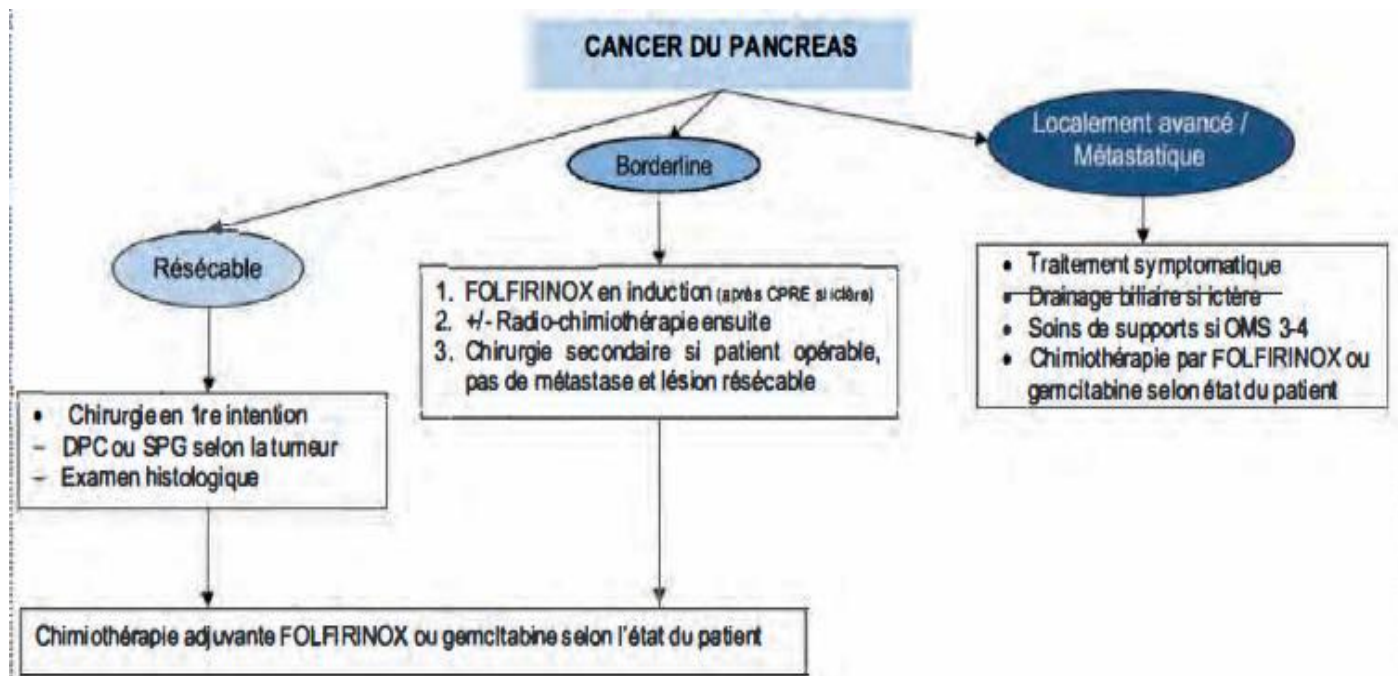 CANCER DU PANCREAS
Localement avancé /
Métastatique
Borderline
Résécable
• Traitement symptomatique
• Drainage biliaire si ictère
• Soins de supports si OMS 3-4
• Chimiothérapie par FOLFIRINOX ou
gemcitabine selon état du patient
1. FOLFIRINOX en induction (après CPRE si ictère)
2. +/- Radio-chimiothérapie ensuite
3. Chirurgie secondaire si patient opérable,
pas de métastase et lésion résécable
• Chirurgie en 1re intention
– DPC ou SPG selon la tumeur
– Examen histologique
Chimiothérapie adjuvante FOLFIRINOX ou gemcitabine selon l'état du patient